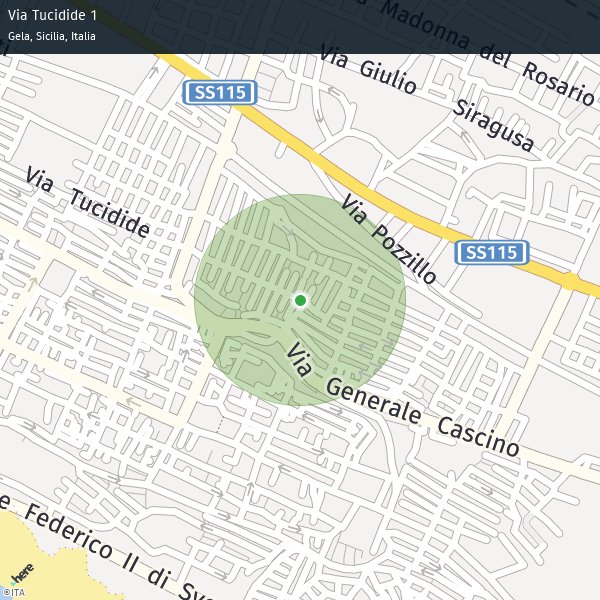 Via Tucidide 1
Gela, Sicilia, Italia
Madonna del Rosario
Via Giulio Siragusa
SS115
Via Tucidide
Via Pozzillo
SS115
Via Generale Cascino
e Federico II di Sve
here
©ITA